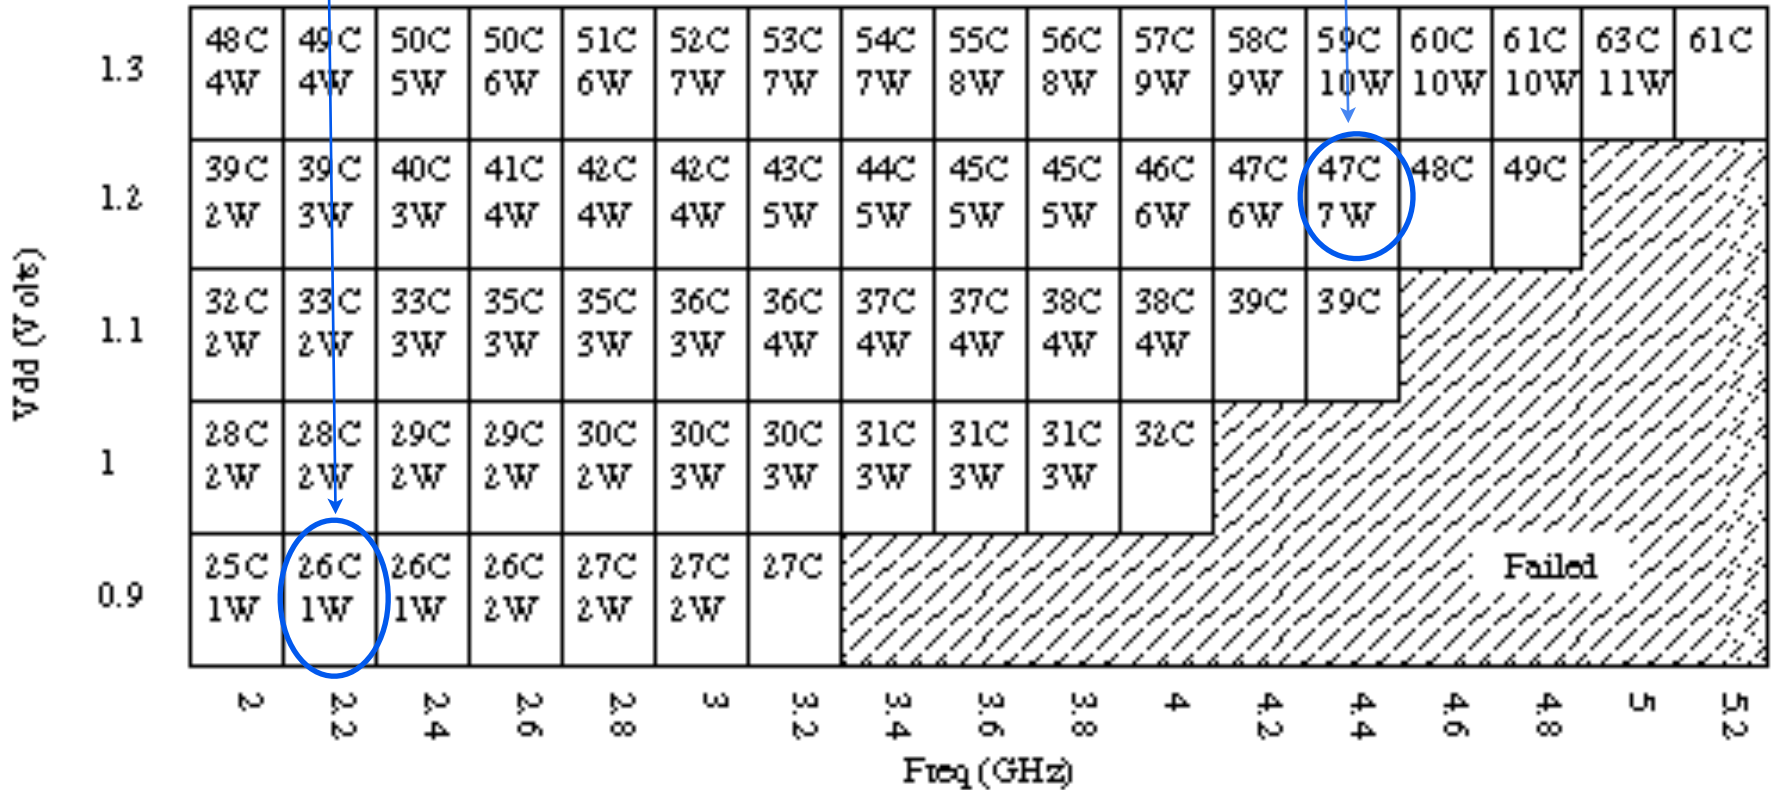 48C 49C 50C 50C 51C 52C 53C 54C 55C 56C 57C 58C 59C 60C 61C 63C 61C
1.3
4W 4W 5W 6W 6W 7W 7W 7W 8W 8W 9W 9W 10W 10W 10W 11W
39C 39C 40C 41C 42C 42C 43C 44C 45C 45C 46C 47C 47C 48C 49C
1.2
2W 3W 3W 4W 4W 4W 5W 5W 5W 5W 6W 6W 7W
32C 33C 33C 35C 35C 36C 36C 37C 37C 38C 38C 39C 39C
1.1
2W 2W 3W 3W 3W 3W 4W 4W 4W 4W 4W
28C 28C 29C 29C 30C 30C 30C 31C 31C 31C 32C
1
2W 2W 2W 2W 2W 3W 3W 3W 3W 3W
25C 26C 26C 26C 27C 27C 27C
0.9
1W 1W 1W 2W 2W 2W
Failed
Vdd (Volts)
2 2.2 2.4 2.6 2.8 3 3.2 3.4 3.6 3.8 4 4.2 4.4 4.6 4.8 5 5.2
Freq (GHz)